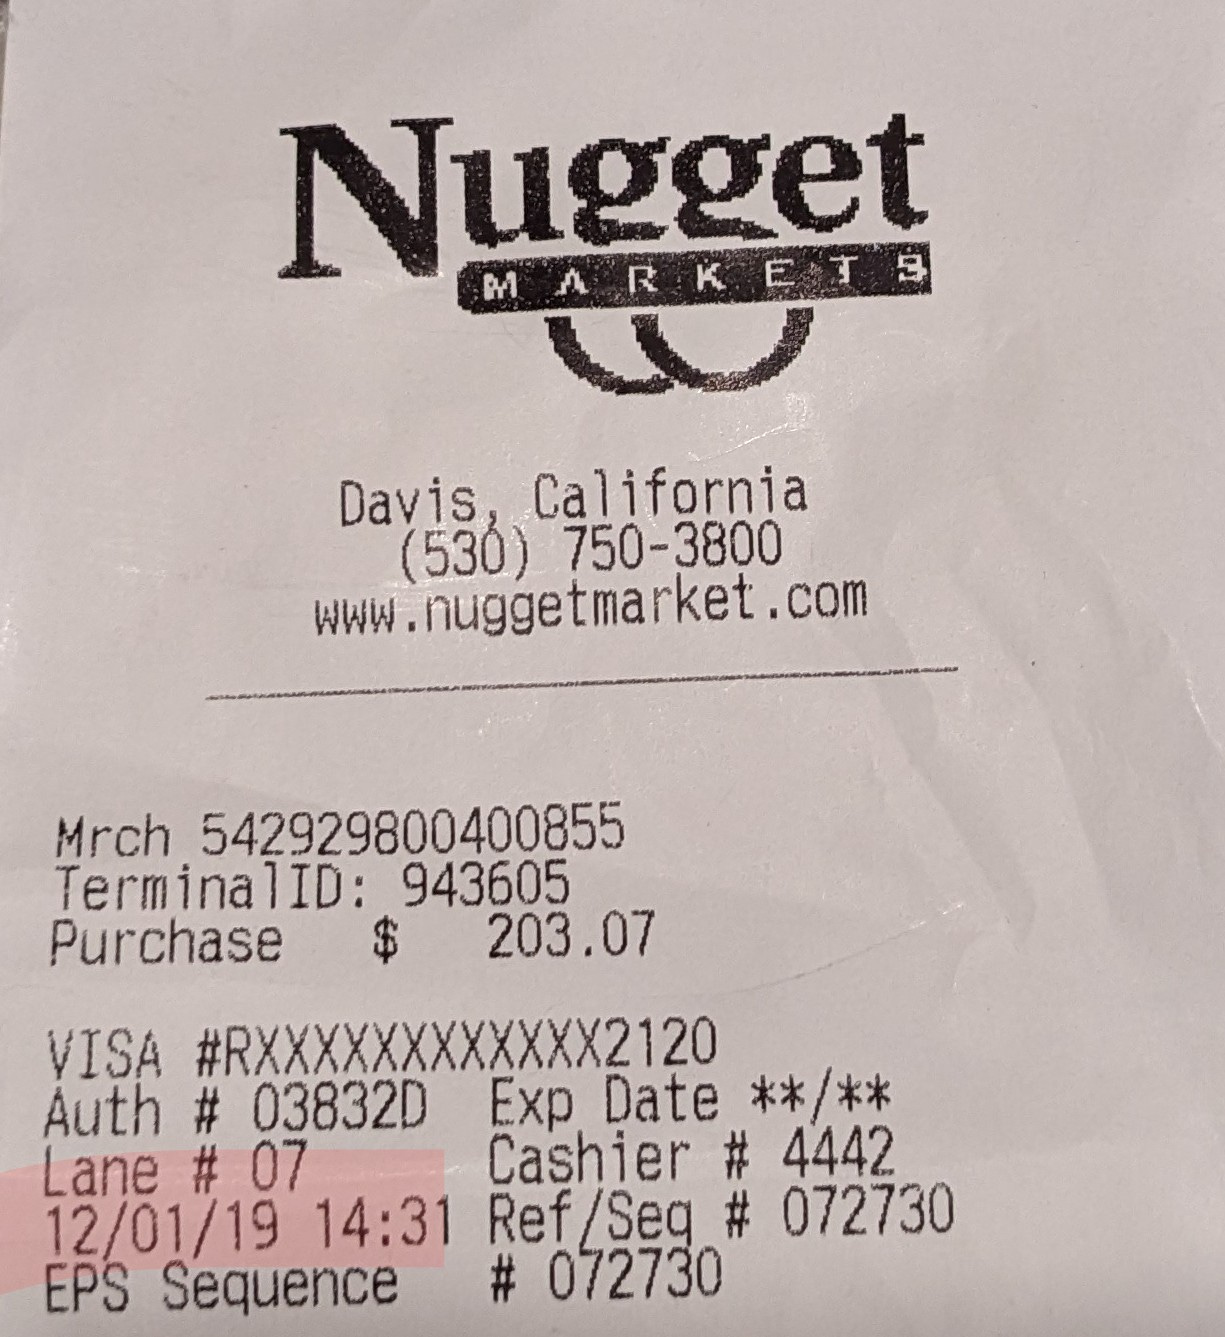 Nugget
MARKETS
Davis, California
(530) 750-3800
www.nuggetmarket.com
Mrch 542929800400855
TerminalID: 943605
Purchase $ 203.07
VISA #RXXXXXXXXXXXX2120
Auth # 03832D Exp Date **/**
Lane # 07 Cashier # 4442
12/01/19 14:31 Ref/Seq # 072730
EPS Sequence # 072730